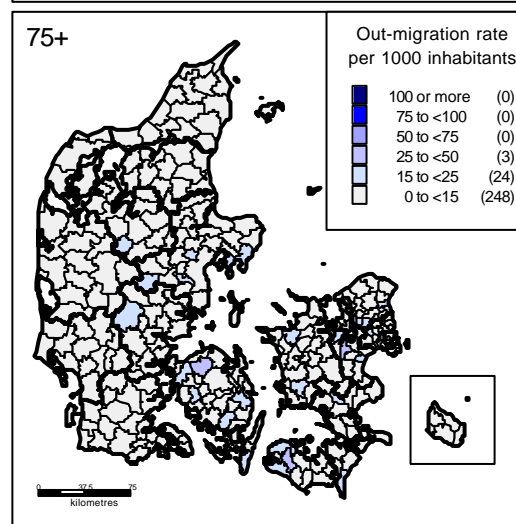 75+
Out-migration rate
per 1000 inhabitants
100 or more (0)
75 to <100 (0)
50 to <75 (0)
25 to <50 (3)
15 to <25 (24)
0 to <15 (248)
0 37.5 75
kilometres